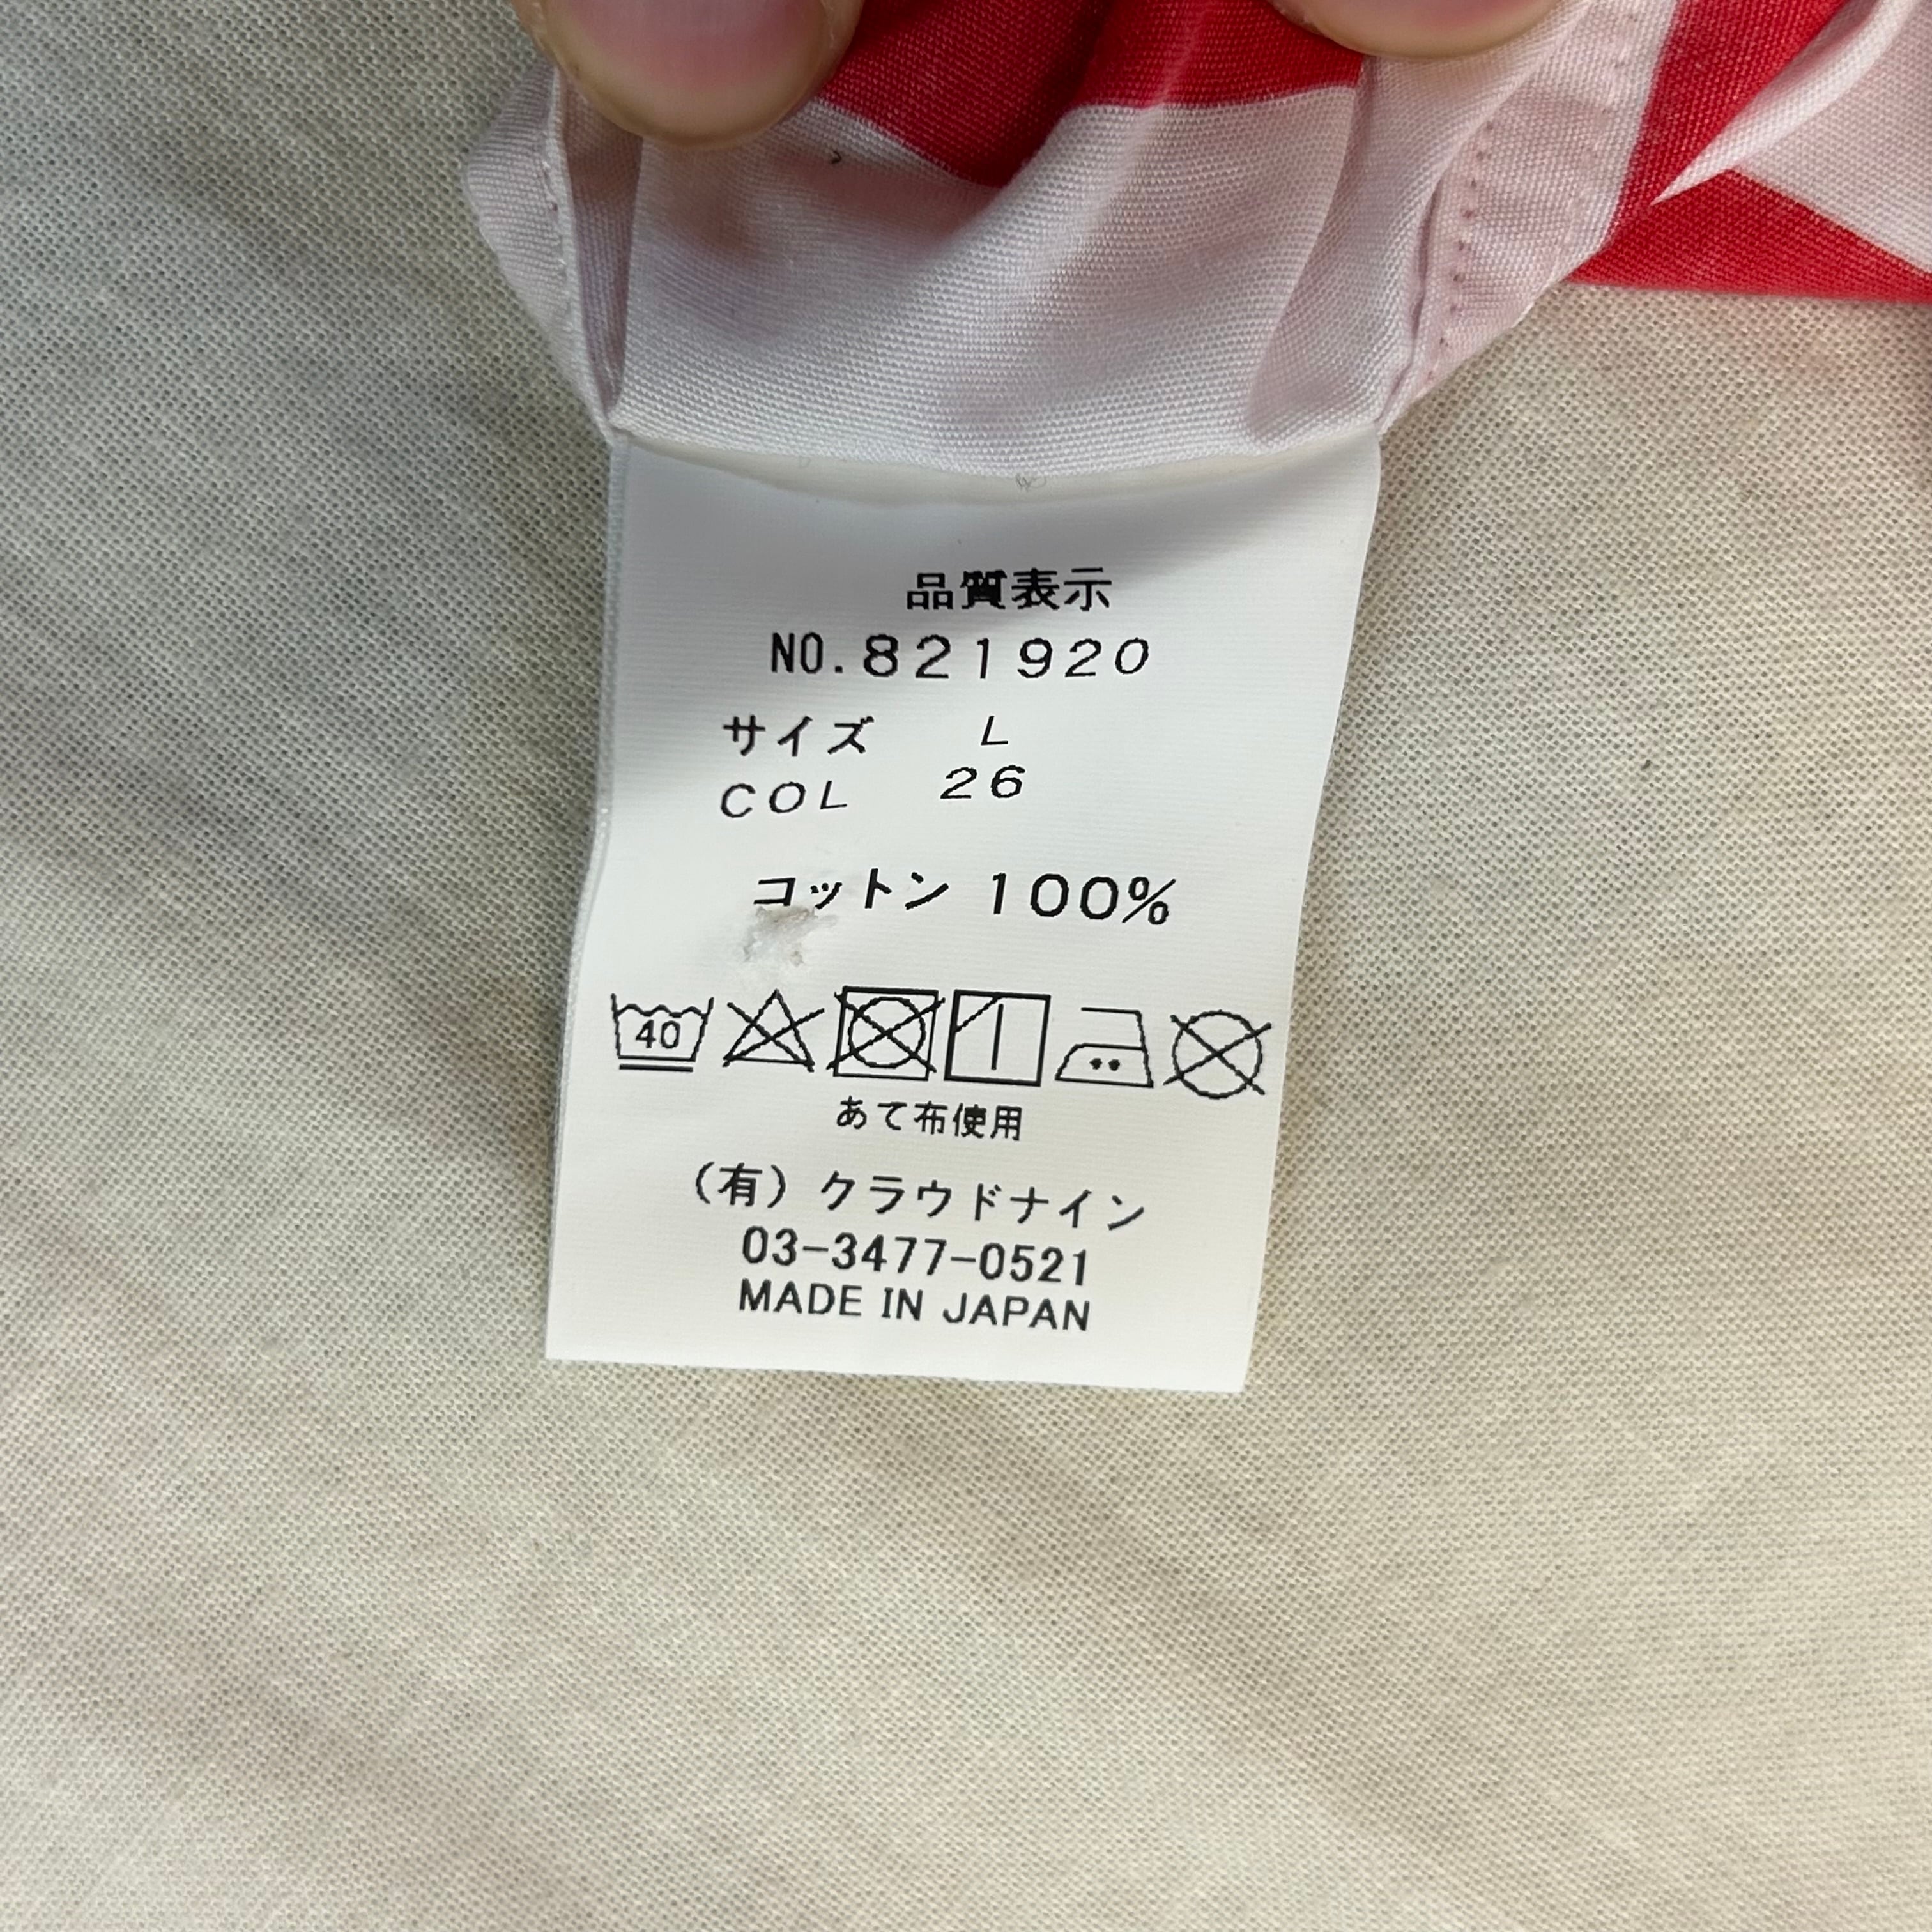 品質表示
NO.821920
サイズ L
COL 26
コットン 100%
40
あて布使用
(有)クラウドナイン
03-3477-0521
MADE IN JAPAN